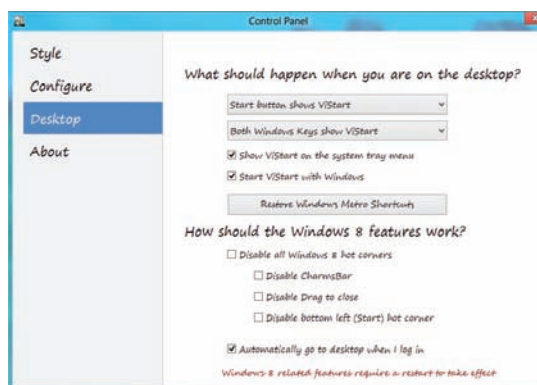 Control Panel
Style
Configure
Desktop
About
What should happen when you are on the desktop?
Start button shows ViStart
Both Windows Keys show ViStart
Show ViStart on the system tray menu
Start ViStart with Windows
Restore Windows Metro Shortcuts
How should the Windows 8 features work?
Disable all Windows 8 hot corners
Disable CharmsBar
Disable Drag to close
Disable bottom left (Start) hot corner
Automatically go to desktop when I log in
Windows 8 related features require a restart to take effect